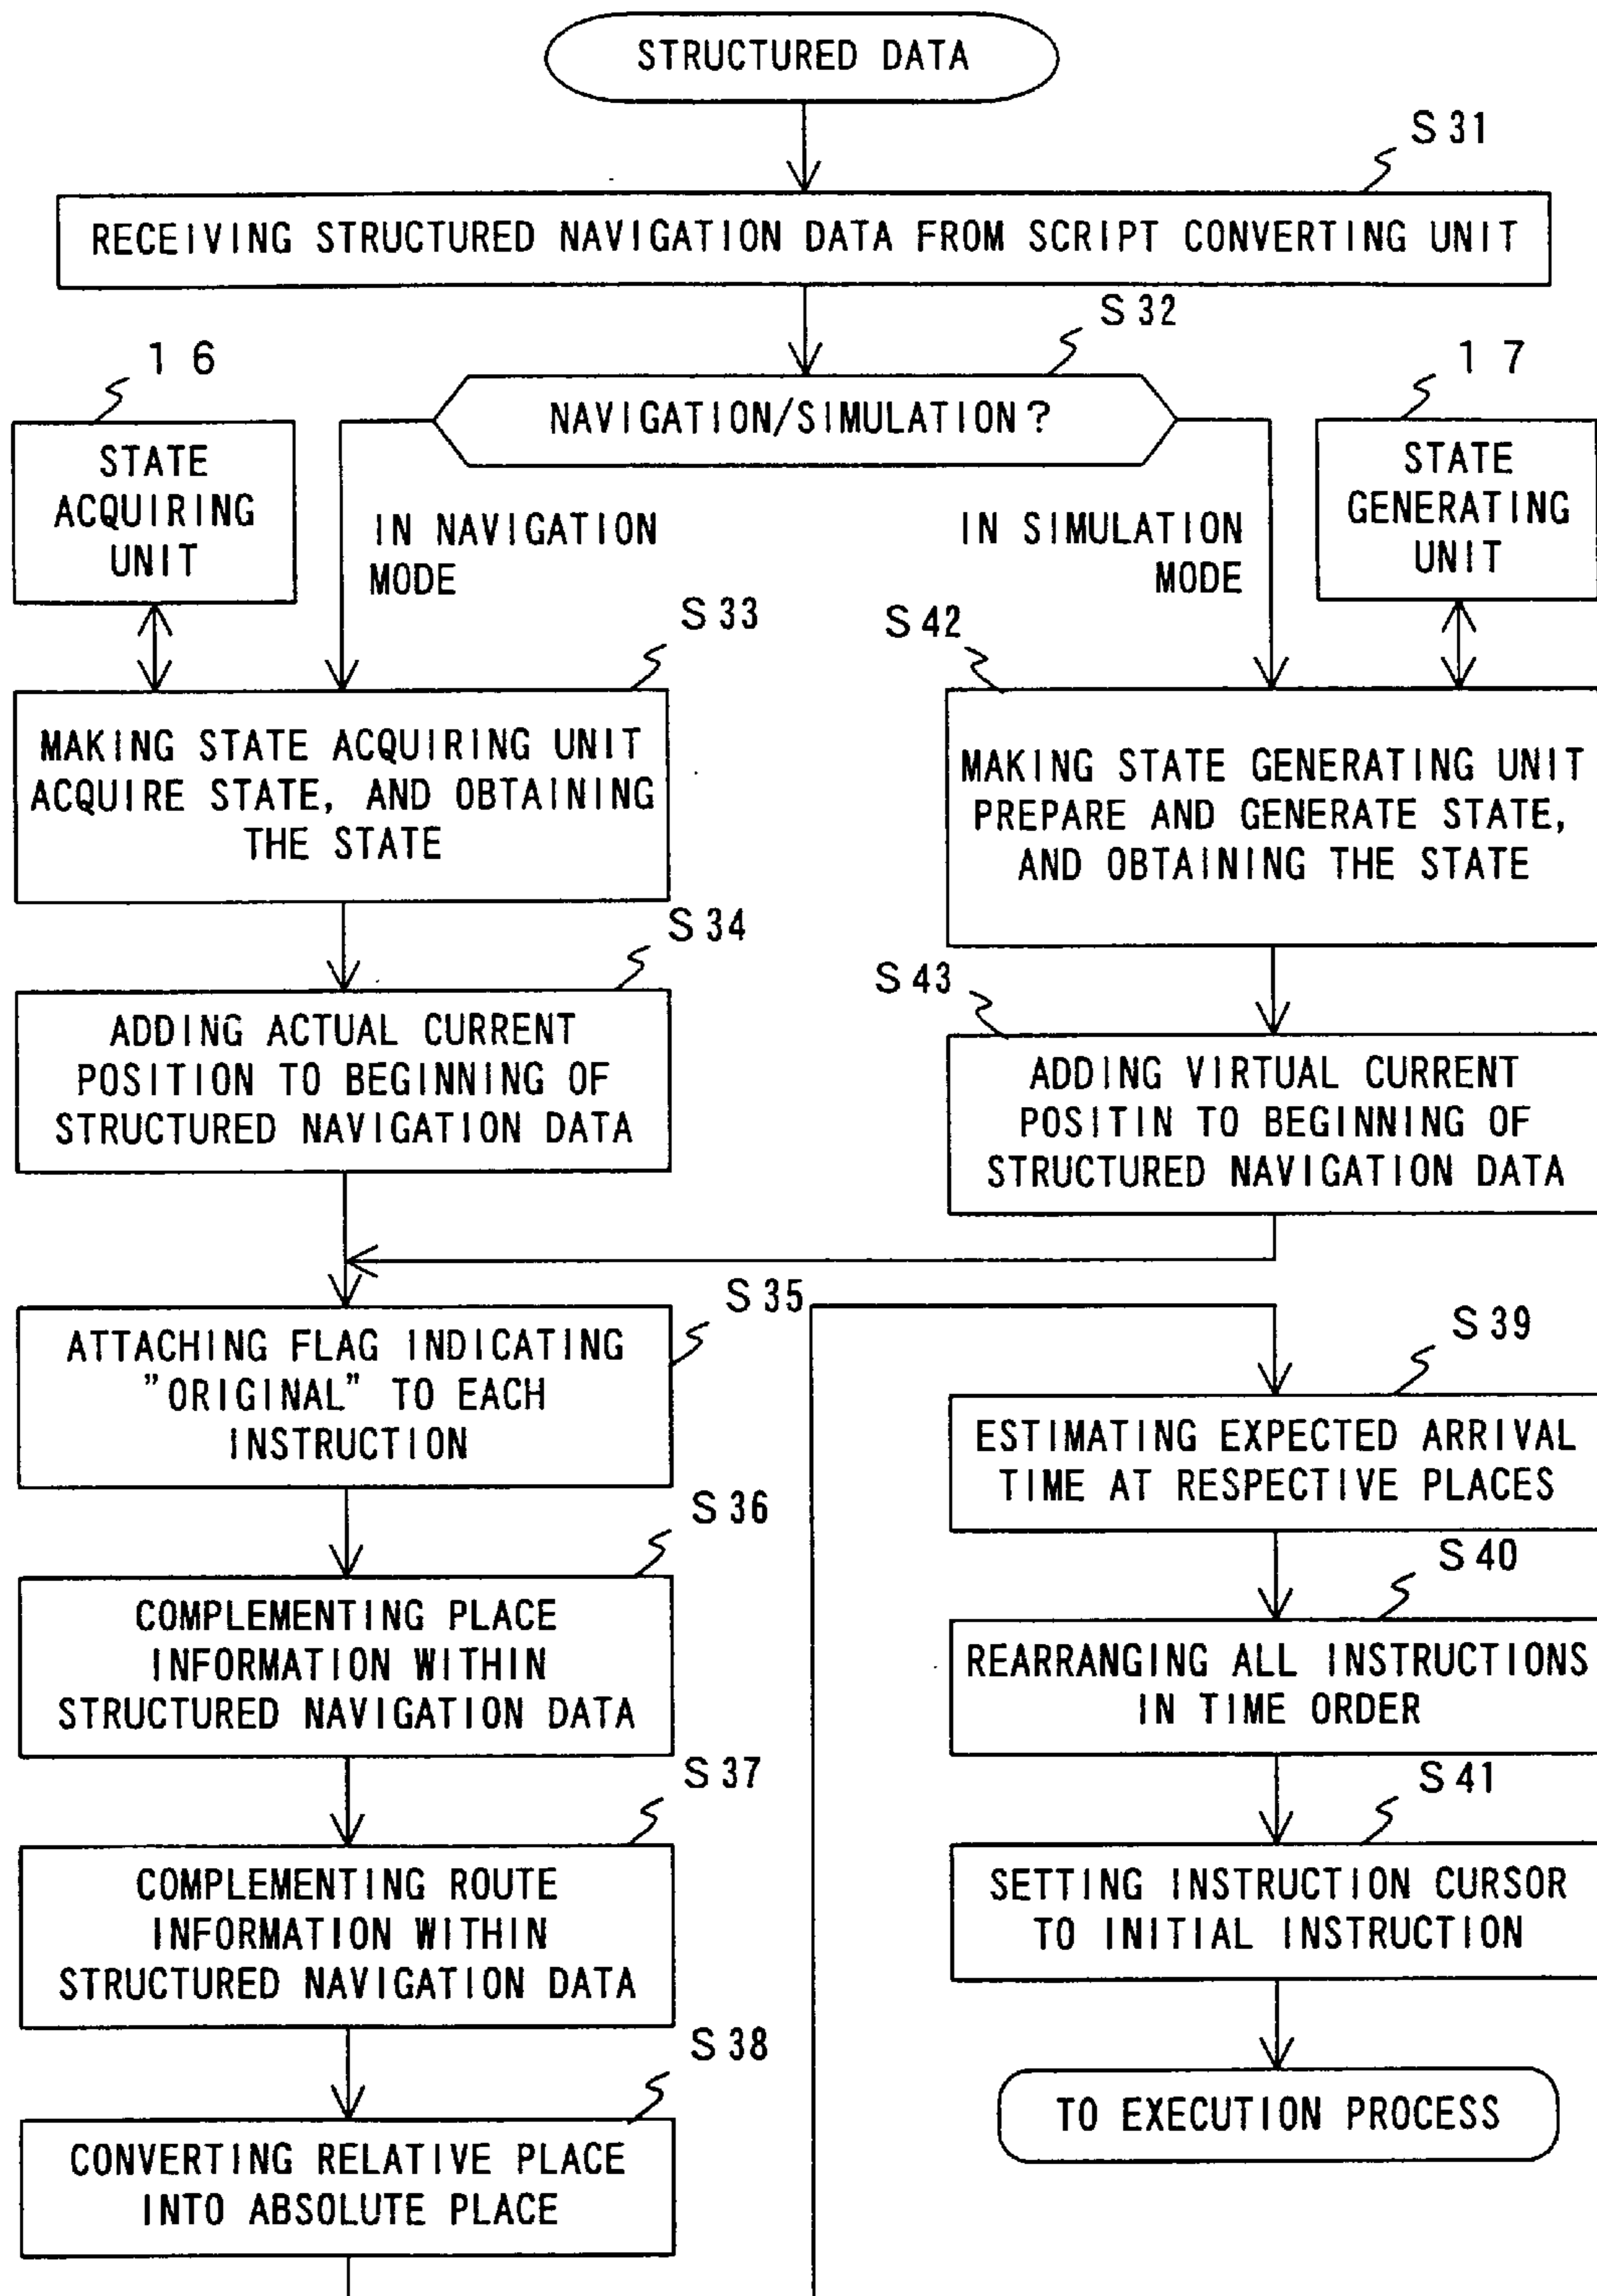 STRUCTURED DATA
S31
RECEIVING STRUCTURED NAVIGATION DATA FROM SCRIPT CONVERTING UNIT
S32
NAVIGATION/SIMULATION?
16
STATE
ACQUIRING
UNIT
17
STATE
GENERATING
UNIT
IN NAVIGATION
MODE
IN SIMULATION
MODE
S33
MAKING STATE ACQUIRING UNIT
ACQUIRE STATE, AND OBTAINING
THE STATE
S42
MAKING STATE GENERATING UNIT
PREPARE AND GENERATE STATE,
AND OBTAINING THE STATE
S34
ADDING ACTUAL CURRENT
POSITION TO BEGINNING OF
STRUCTURED NAVIGATION DATA
S43
ADDING VIRTUAL CURRENT
POSITIN TO BEGINNING OF
STRUCTURED NAVIGATION DATA
S35
ATTACHING FLAG INDICATING
"ORIGINAL" TO EACH
INSTRUCTION
S36
COMPLEMENTING PLACE
INFORMATION WITHIN
STRUCTURED NAVIGATION DATA
S37
COMPLEMENTING ROUTE
INFORMATION WITHIN
STRUCTURED NAVIGATION DATA
S38
CONVERTING RELATIVE PLACE
INTO ABSOLUTE PLACE
S39
ESTIMATING EXPECTED ARRIVAL
TIME AT RESPECTIVE PLACES
S40
REARRANGING ALL INSTRUCTIONS
IN TIME ORDER
S41
SETTING INSTRUCTION CURSOR
TO INITIAL INSTRUCTION
TO EXECUTION PROCESS